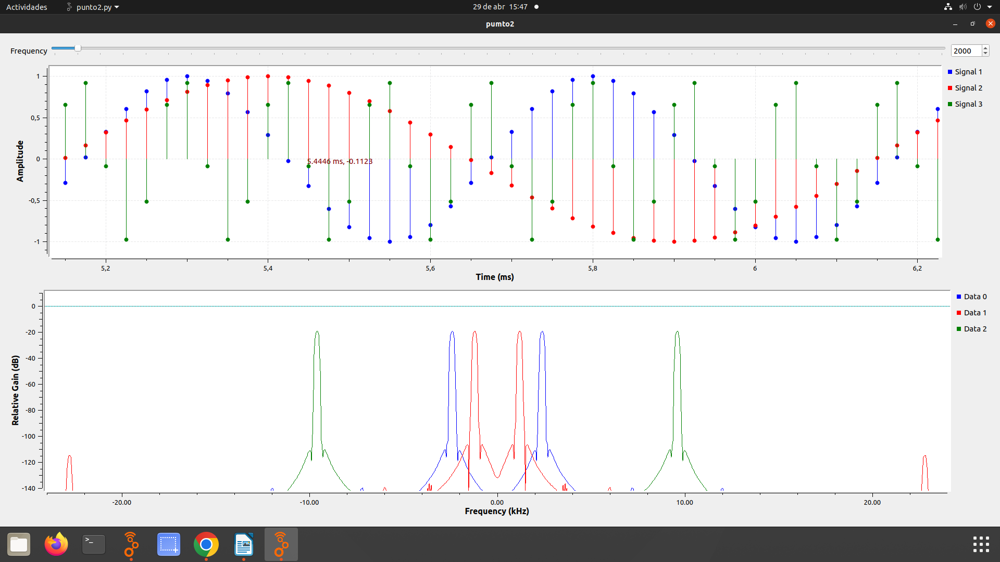 Actividades punto2.py 29 de abr 15:47
pumto2
Frequency 2000
Signal 1
Signal 2
Signal 3
1
0,5
0
-0,5
-1
Amplitude
5.4446 ms, -0.1123
5,2 5,4 5,6 5,8 6 6,2
Time (ms)
Data 0
Data 1
Data 2
0
-20
-40
-60
-80
-100
-120
-140
Relative Gain (dB)
-20.00 -10.00 0.00 10.00 20.00
Frequency (kHz)
>_